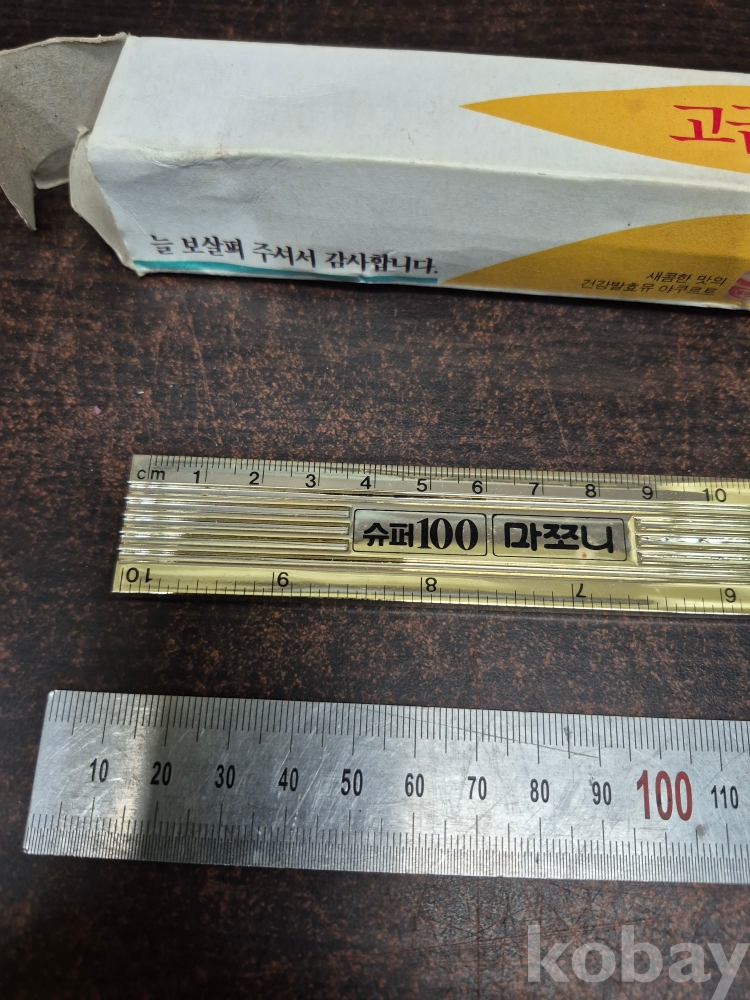 고급
늘 보살펴 주셔서 감사합니다.
새콤한 맛의
건강발효유 야쿠르트
cm 1 2 3 4 5 6 7 8 9 10
슈퍼100 마쪼니
10 9 8 7 6
10 20 30 40 50 60 70 80 90 100 110
kobay